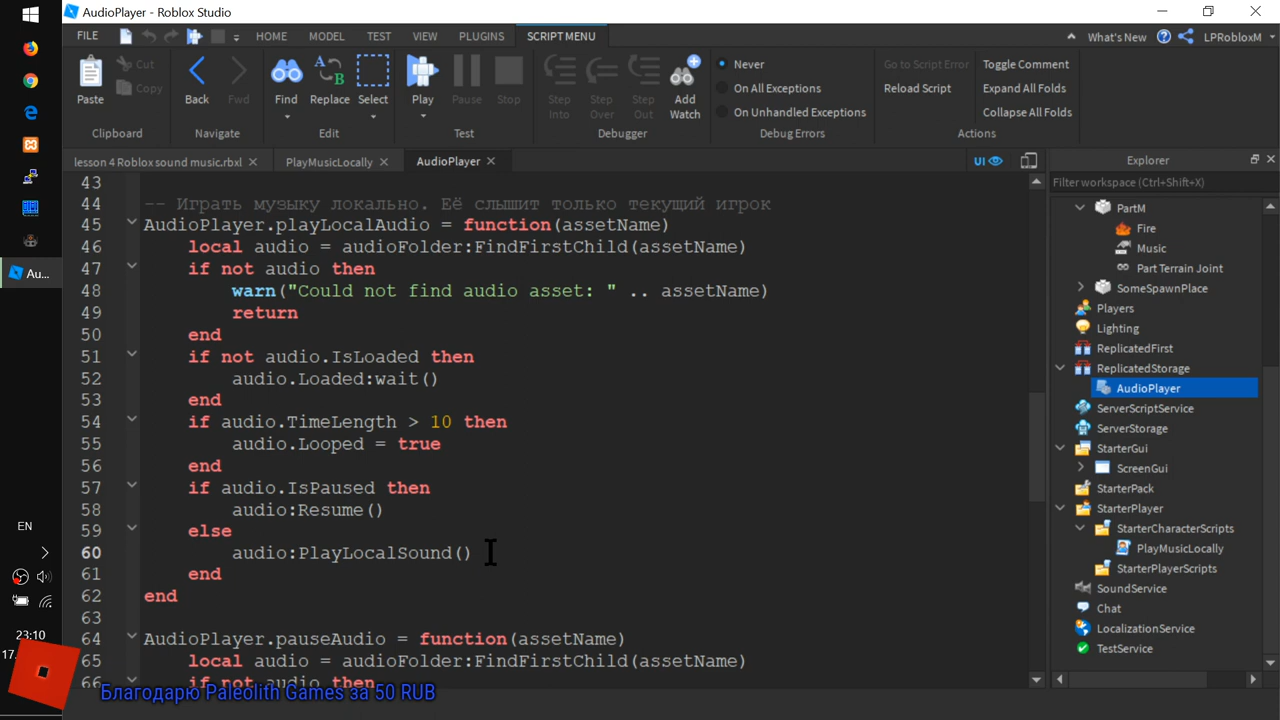 AudioPlayer - Roblox Studio
FILE
HOME
MODEL
TEST
VIEW
PLUGINS
SCRIPT MENU
What's New
LPRobloxM
Paste
Cut
Copy
Clipboard
Back
Fwd
Navigate
Find
Replace
Select
Edit
Play
Pause
Stop
Test
Step Into
Step Over
Step Out
Add Watch
Debugger
Never
On All Exceptions
On Unhandled Exceptions
Debug Errors
Go to Script Error
Reload Script
Toggle Comment
Expand All Folds
Collapse All Folds
Actions
lesson 4 Roblox sound music.rbxl
PlayMusicLocally
AudioPlayer
UI
43
44 -- Играть музыку локально. Её слышит только текущий игрок
45 AudioPlayer.playLocalAudio = function(assetName)
46 local audio = audioFolder:FindFirstChild(assetName)
47 if not audio then
48 warn("Could not find audio asset: " .. assetName)
49 return
50 end
51 if not audio.IsLoaded then
52 audio.Loaded:wait()
53 end
54 if audio.TimeLength > 10 then
55 audio.Looped = true
56 end
57 if audio.IsPaused then
58 audio:Resume()
59 else
60 audio:PlayLocalSound()
61 end
62 end
63
64 AudioPlayer.pauseAudio = function(assetName)
65 local audio = audioFolder:FindFirstChild(assetName)
66 if not audio then
Explorer
Filter workspace (Ctrl+Shift+X)
PartM
Fire
Music
Part Terrain Joint
SomeSpawnPlace
Players
Lighting
ReplicatedFirst
ReplicatedStorage
AudioPlayer
ServerScriptService
ServerStorage
StarterGui
ScreenGui
StarterPack
StarterPlayer
StarterCharacterScripts
PlayMusicLocally
StarterPlayerScripts
SoundService
Chat
LocalizationService
TestService
Au...
EN
23:10
17.
Благодарю Paleolith Games за 50 RUB